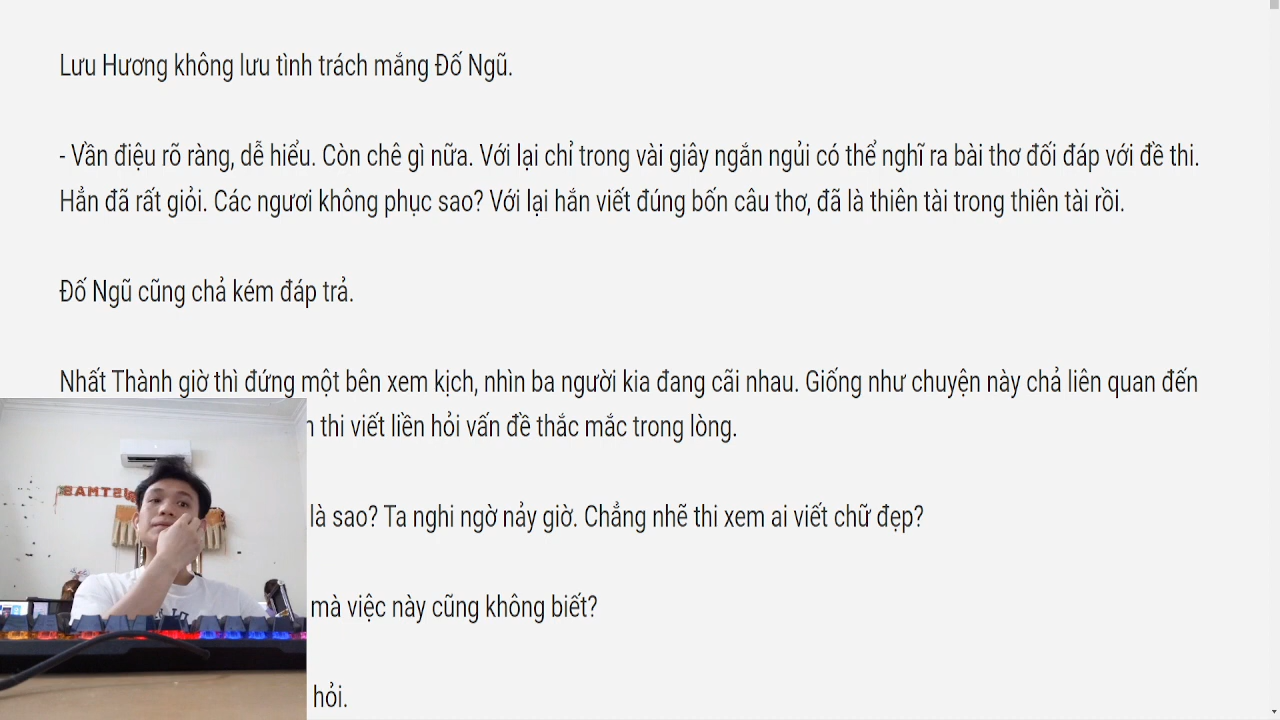 Lưu Hương không lưu tình trách mắng Đố Ngũ.
- Vần điệu rõ ràng, dễ hiểu. Còn chê gì nữa. Với lại chỉ trong vài giây ngắn ngủi có thể nghĩ ra bài thơ đối đáp với đề thi.
Hẳn đã rất giỏi. Các ngươi không phục sao? Với lại hắn viết đúng bốn câu thơ, đã là thiên tài trong thiên tài rồi.
Đố Ngũ cũng chả kém đáp trả.
Nhất Thành giờ thì đứng một bên xem kịch, nhìn ba người kia đang cãi nhau. Giống như chuyện này chả liên quan đến
thi viết liền hỏi vấn đề thắc mắc trong lòng.
là sao? Ta nghi ngờ nảy giờ. Chẳng nhẽ thi xem ai viết chữ đẹp?
mà việc này cũng không biết?
hỏi.